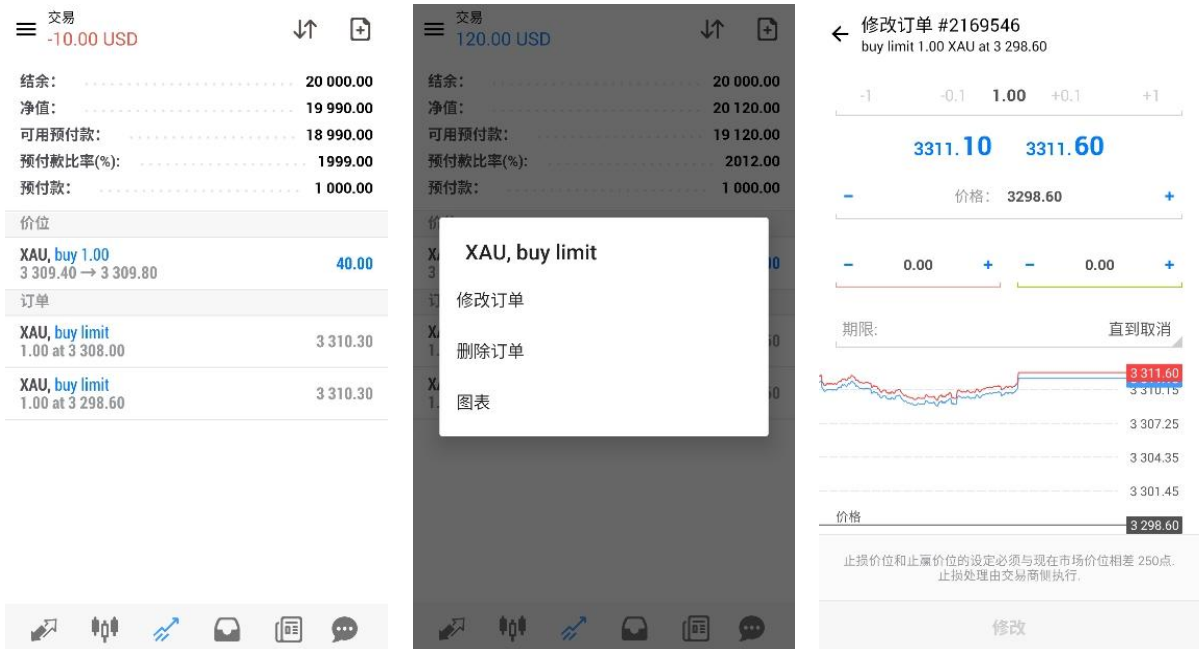 交易
-10.00 USD
结余: 20 000.00
净值: 19 990.00
可用预付款: 18 990.00
预付款比率(%): 1999.00
预付款: 1 000.00
价位
XAU, buy 1.00
3 309.40 → 3 309.80
40.00
订单
XAU, buy limit
1.00 at 3 308.00
3 310.30
XAU, buy limit
1.00 at 3 298.60
3 310.30
交易
120.00 USD
结余: 20 000.00
净值: 20 120.00
可用预付款: 19 120.00
预付款比率(%): 2012.00
预付款: 1 000.00
XAU, buy limit
修改订单
删除订单
图表
修改订单 #2169546
buy limit 1.00 XAU at 3 298.60
-1 -0.1 1.00 +0.1 +1
3311.10 3311.60
- 价格: 3298.60 +
- 0.00 + - 0.00 +
期限: 直到取消
3 311.60
3 310.15
3 307.25
3 304.35
3 301.45
价格
3 298.60
止损价位和止赢价位的设定必须与现在市场价位相差 250点.
止损处理由交易商侧执行.
修改